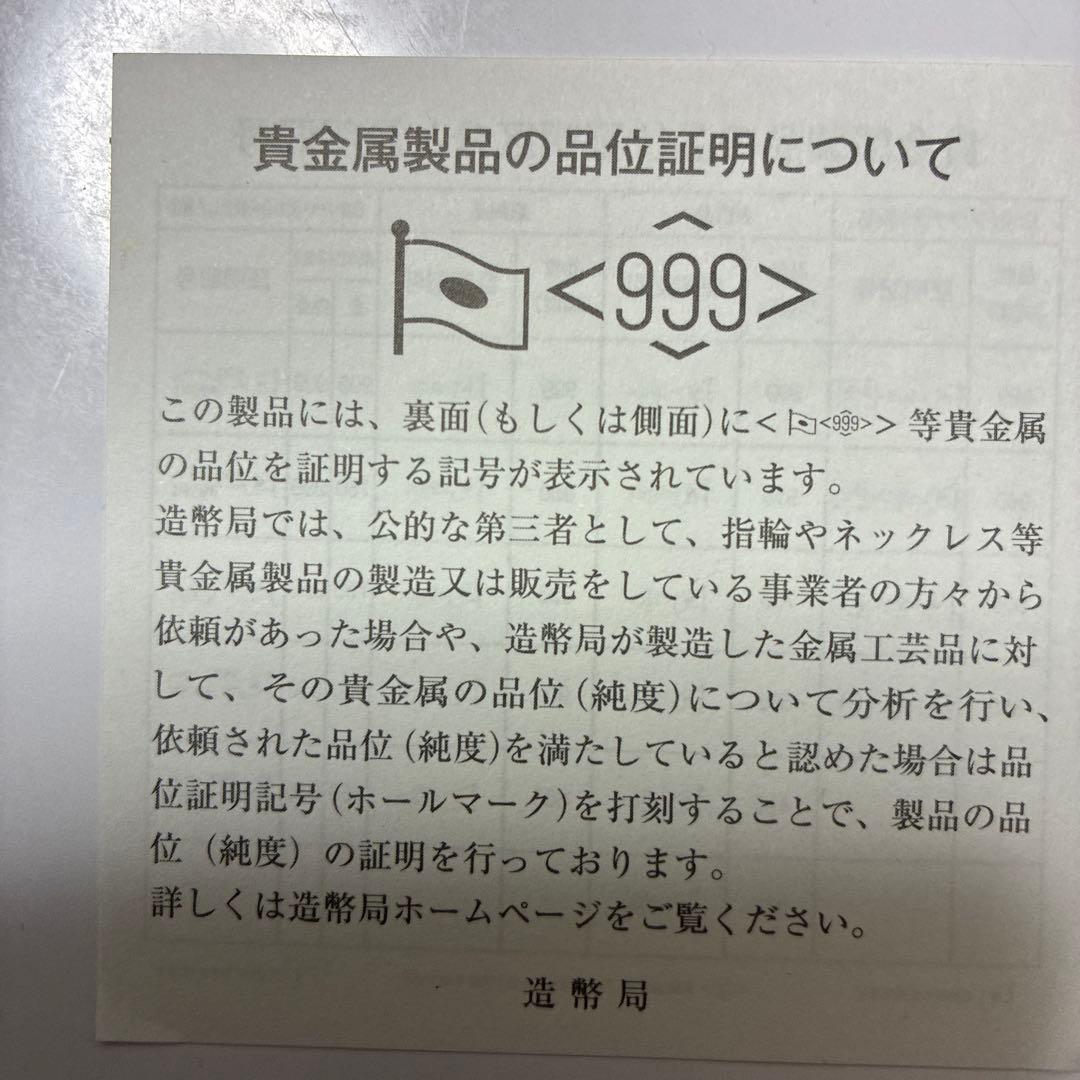 貴金属製品の品位証明について
<999>
この製品には、裏面(もしくは側面)に<<999>>等貴金属
の品位を証明する記号が表示されています。
造幣局では、公的な第三者として、指輪やネックレス等
貴金属製品の製造又は販売をしている事業者の方々から
依頼があった場合や、造幣局が製造した金属工芸品に対
して、その貴金属の品位(純度)について分析を行い、
依頼された品位(純度)を満たしていると認めた場合は品
位証明記号(ホールマーク)を打刻することで、製品の品
位（純度）の証明を行っております。
詳しくは造幣局ホームページをご覧ください。
造幣局